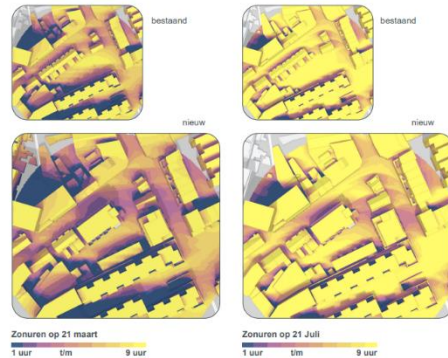 bestaand
bestaand
nieuw
nieuw
Zonuren op 21 maart
1 uur t/m 9 uur
Zonuren op 21 Juli
1 uur t/m 9 uur